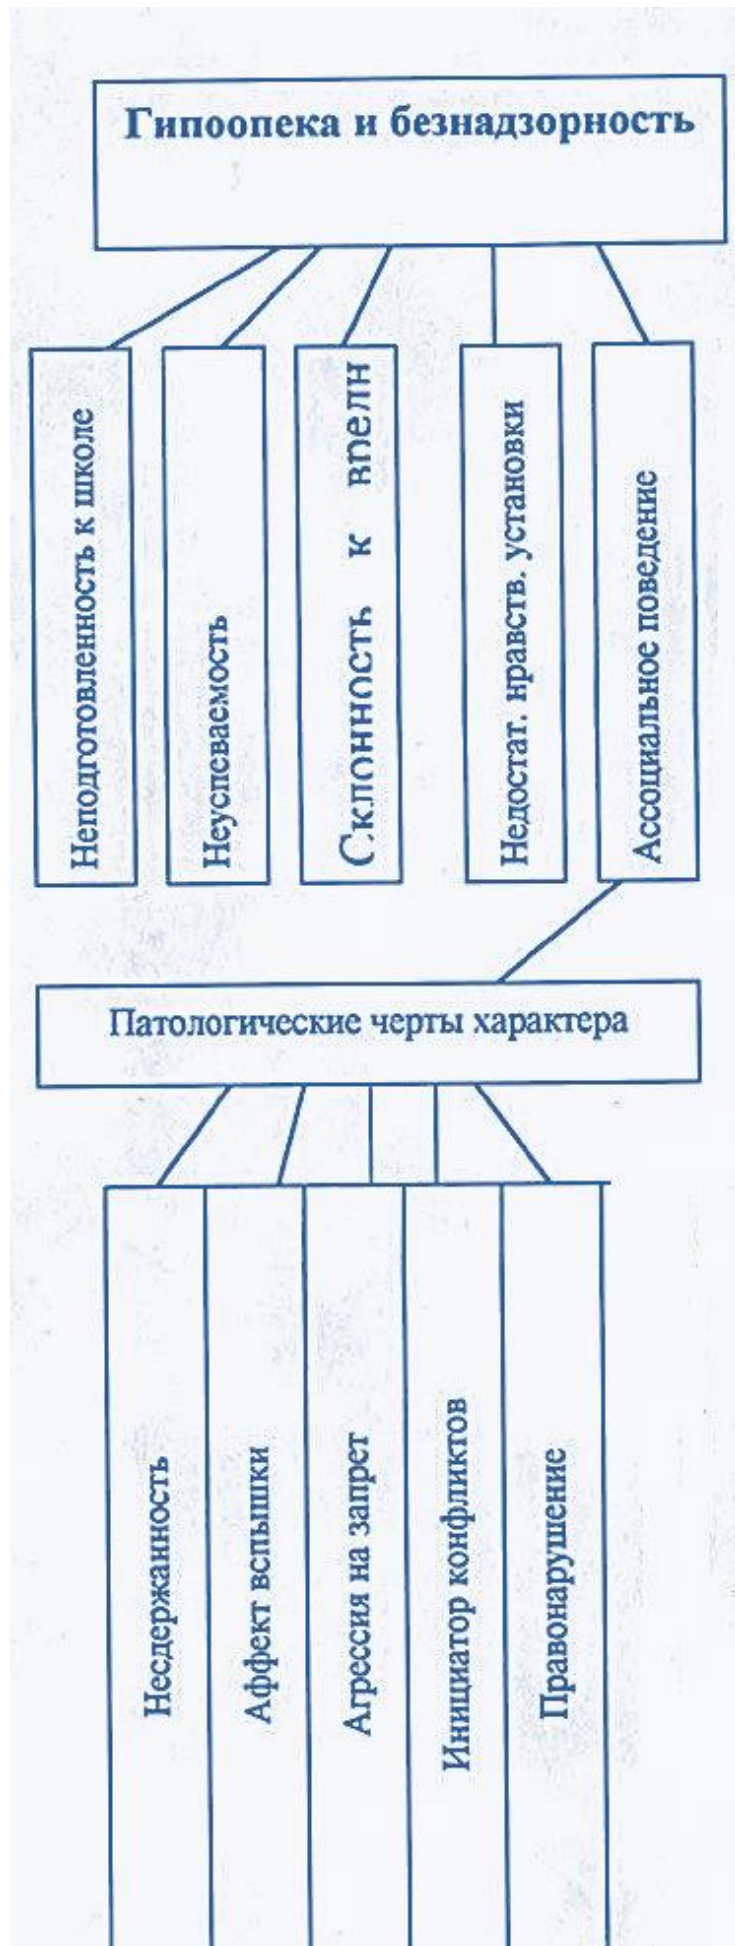 Гипоопека и безнадзорность
Неподготовленность к школе
Неуспеваемость
Склонность к
Недостат. нравств. установки
Ассоциальное поведение
Патологические черты характера
Несдержанность
Аффект вспышки
Агрессия на запрет
Инициатор конфликтов
Правонарушение